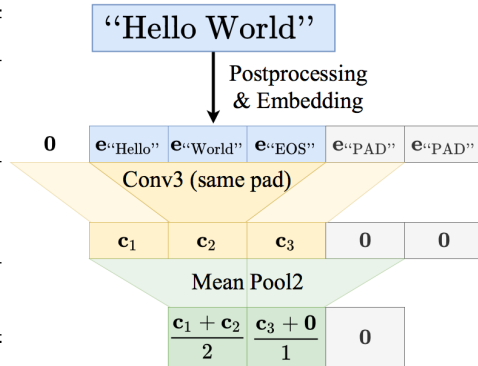 “Hello World”
Postprocessing
& Embedding
0 e“Hello” e“World” e“EOS” e“PAD” e“PAD”
Conv3 (same pad)
c1 c2 c3 0 0
Mean Pool2
c1 + c2 / 2 c3 + 0 / 1 0